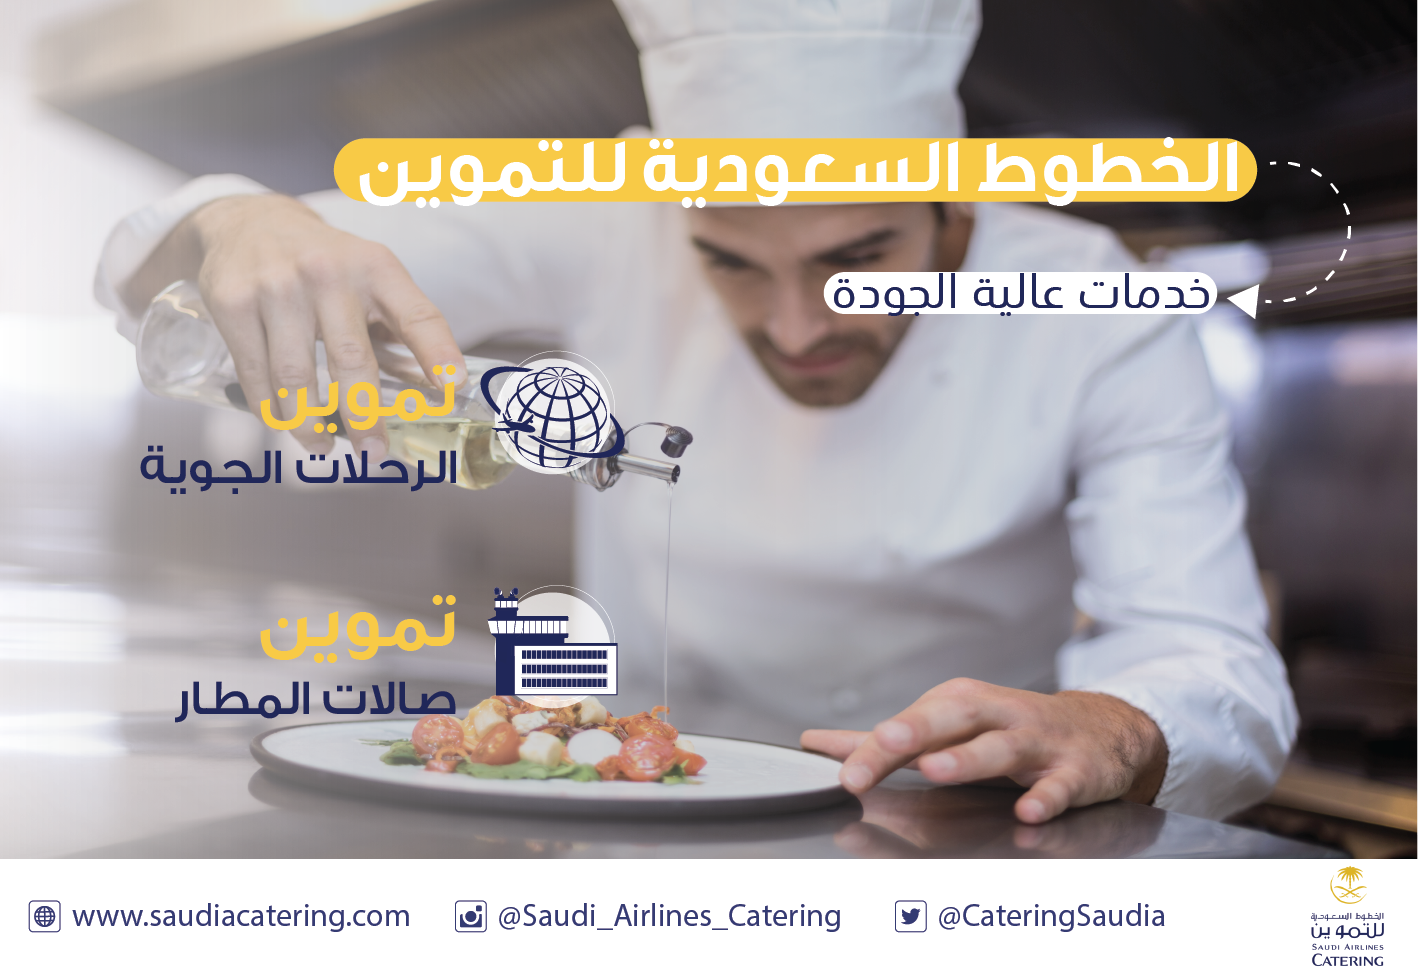 الخطوط السعودية للتموين
خدمات عالية الجودة
تموين
الرحلات الجوية
تموين
صالات المطار
www.saudiacatering.com
@Saudi_Airlines_Catering
@CateringSaudia
الخطوط السعودية
للتموين
SAUDI AIRLINES
CATERING